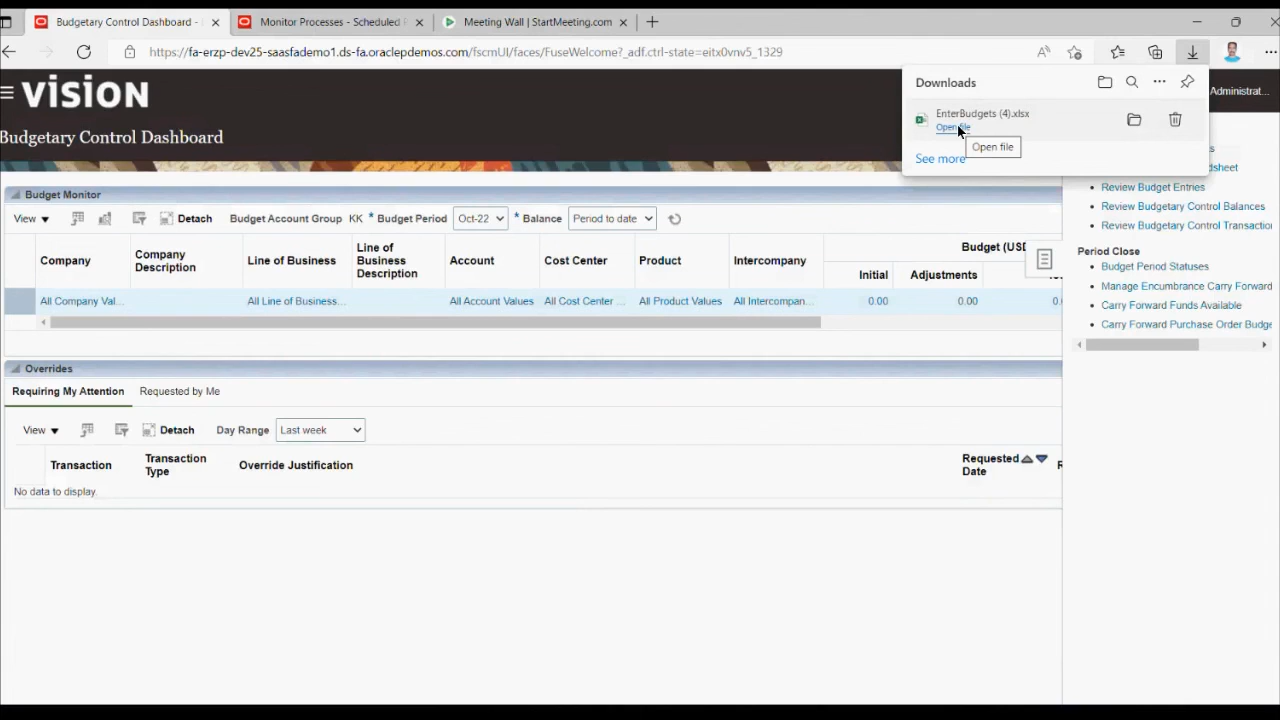 Budgetary Control Dashboard -
Monitor Processes - Scheduled
Meeting Wall | StartMeeting.com
https://fa-erzp-dev25-saasfademo1.ds-fa.oraclepdemos.com/fscmUI/faces/FuseWelcome?_adf.ctrl-state=eitx0vnv5_1329
Downloads
EnterBudgets (4).xlsx
Open file
Open file
See more
vision
Administrat...
Budgetary Control Dashboard
Budget Monitor
View
Detach
Budget Account Group KK
* Budget Period
Oct-22
* Balance
Period to date
Company
Company Description
Line of Business
Line of Business Description
Account
Cost Center
Product
Intercompany
Budget (USD
Initial
Adjustments
All Company Val...
All Line of Business...
All Account Values
All Cost Center ...
All Product Values
All Intercompan...
0.00
0.00
0.0
Overrides
Requiring My Attention
Requested by Me
View
Detach
Day Range
Last week
Transaction
Transaction Type
Override Justification
Requested Date
R
No data to display.
Review Budget Entries
Review Budgetary Control Balances
Review Budgetary Control Transaction
Period Close
Budget Period Statuses
Manage Encumbrance Carry Forward
Carry Forward Funds Available
Carry Forward Purchase Order Budge